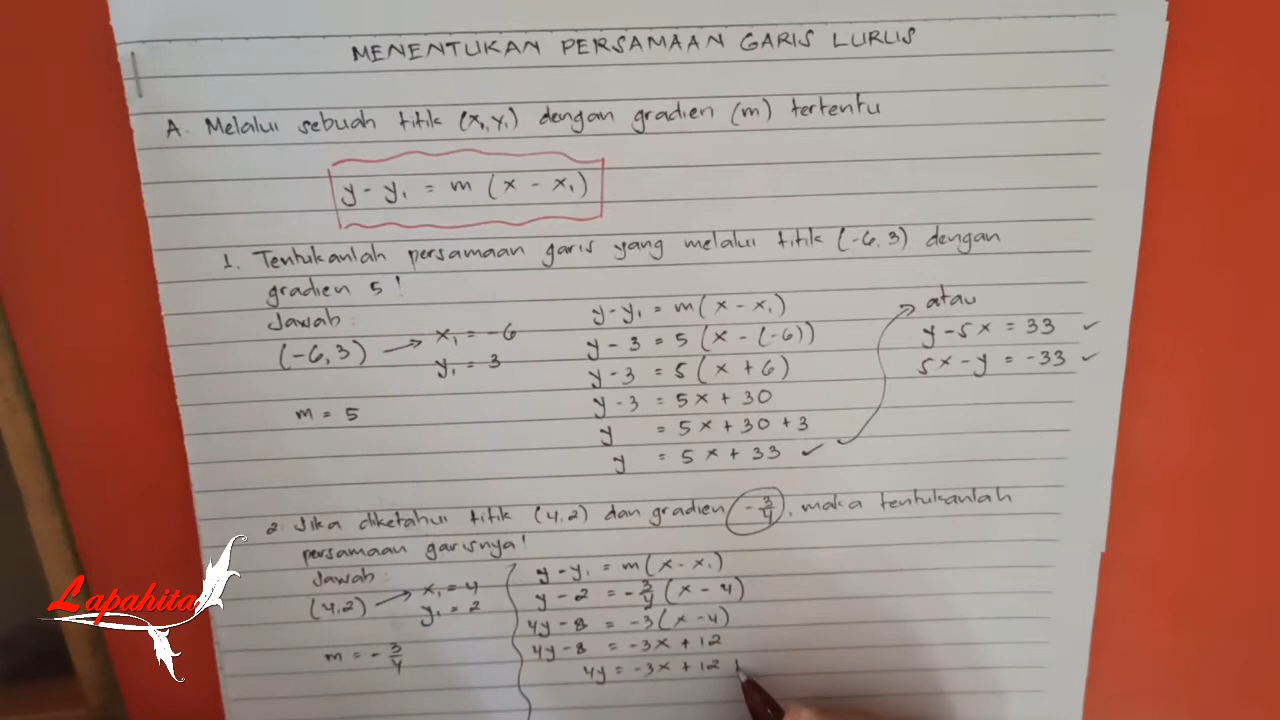 MENENTUKAN PERSAMAAN GARIS LURUS
A. Melalui sebuah titik (x₁, y₁) dengan gradien (m) tertentu
y - y₁ = m (x - x₁)
1. Tentukanlah persamaan garis yang melalui titik (-6, 3) dengan
gradien 5 !
Jawab :
(-6, 3) → x₁ = -6
y₁ = 3
m = 5
y - y₁ = m (x - x₁)
y - 3 = 5 (x - (-6))
y - 3 = 5 (x + 6)
y - 3 = 5x + 30
y = 5x + 30 + 3
y = 5x + 33 ✓
atau
y - 5x = 33 ✓
5x - y = -33 ✓
2. Jika diketahui titik (4, 2) dan gradien -3/4, maka tentukanlah
persamaan garisnya !
Jawab :
(4, 2) → x₁ = 4
y₁ = 2
m = -3/4
y - y₁ = m (x - x₁)
y - 2 = -3/4 (x - 4)
4y - 8 = -3 (x - 4)
4y - 8 = -3x + 12
4y = -3x + 12
Lapahita